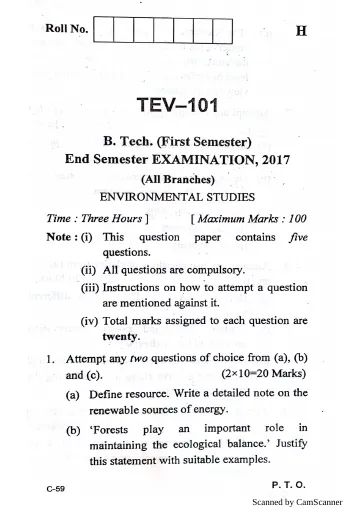 Roll No. H
TEV–101
B. Tech. (First Semester)
End Semester EXAMINATION, 2017
(All Branches)
ENVIRONMENTAL STUDIES
Time : Three Hours ] [ Maximum Marks : 100
Note : (i) This question paper contains five
questions.
(ii) All questions are compulsory.
(iii) Instructions on how to attempt a question
are mentioned against it.
(iv) Total marks assigned to each question are
twenty.
1. Attempt any two questions of choice from (a), (b)
and (c). (2×10=20 Marks)
(a) Define resource. Write a detailed note on the
renewable sources of energy.
(b) ‘Forests play an important role in
maintaining the ecological balance.’ Justify
this statement with suitable examples.
C–59 P. T. O.
Scanned by CamScanner